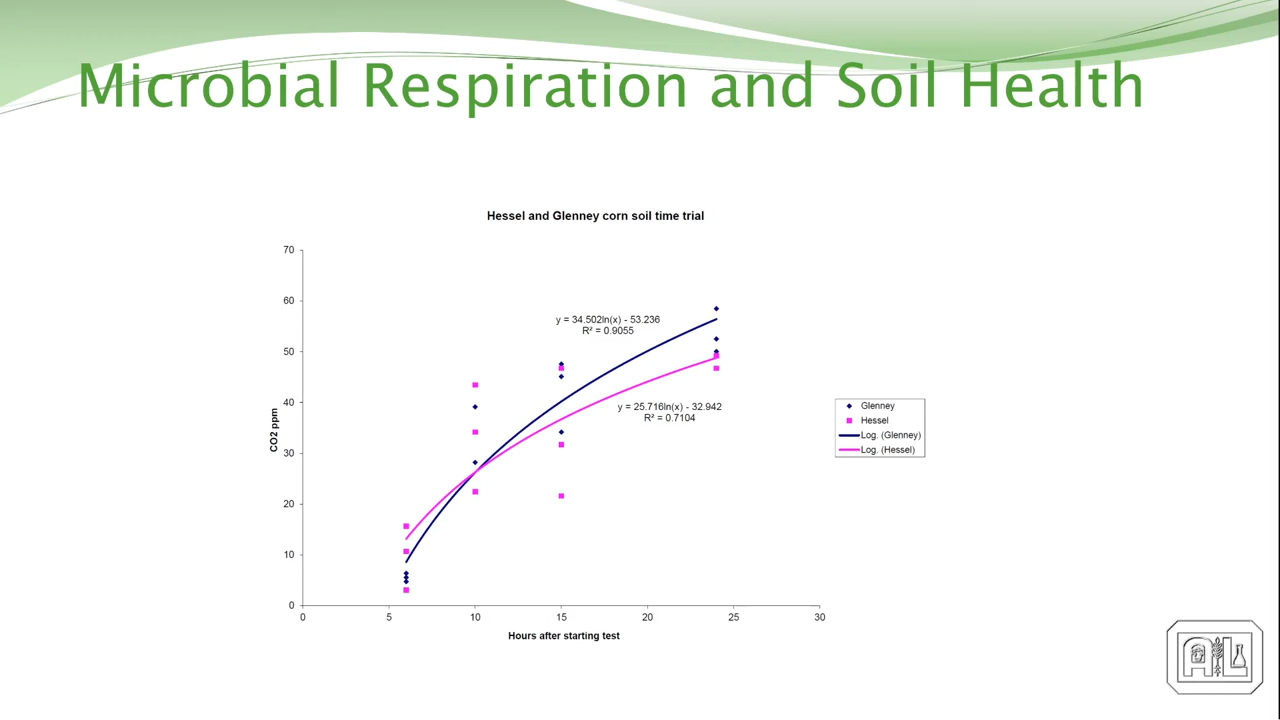 Microbial Respiration and Soil Health
Hessel and Glenney corn soil time trial
70
60
50
40
30
20
10
0
CO2 ppm
y = 34.502ln(x) - 53.236
R² = 0.9055
y = 25.716ln(x) - 32.942
R² = 0.7104
0 5 10 15 20 25 30
Hours after starting test
Glenney
Hessel
Log. (Glenney)
Log. (Hessel)
A L